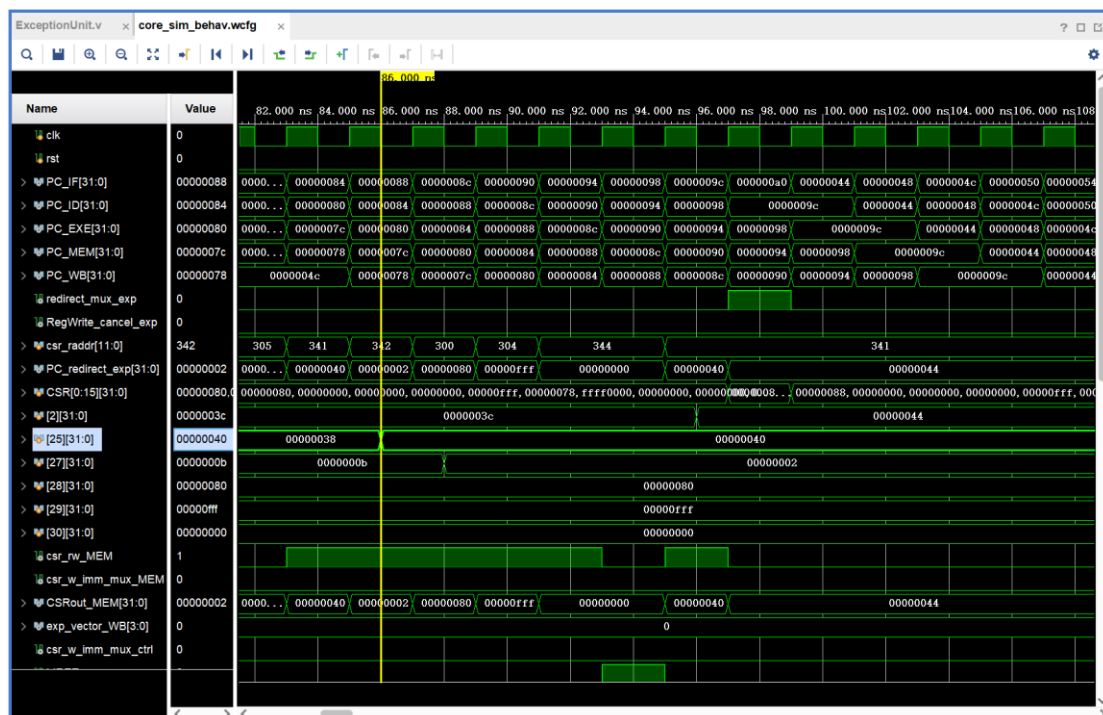 ExceptionUnit.v × core_sim_behav.wcfg ×
86.000 ns
Name Value 82.000 ns 84.000 ns 86.000 ns 88.000 ns 90.000 ns 92.000 ns 94.000 ns 96.000 ns 98.000 ns 100.000 ns 102.000 ns 104.000 ns 106.000 ns 108
clk 0
rst 0
PC_IF[31:0] 00000088 0000... 00000084 00000088 0000008c 00000090 00000094 00000098 0000009c 000000a0 00000044 00000048 0000004c 00000050 00000054
PC_ID[31:0] 00000084 0000... 00000080 00000084 00000088 0000008c 00000090 00000094 00000098 0000009c 00000044 00000048 0000004c 00000050
PC_EXE[31:0] 00000080 0000... 0000007c 00000080 00000084 00000088 0000008c 00000090 00000094 00000098 0000009c 00000044 00000048 0000004c
PC_MEM[31:0] 0000007c 0000... 00000078 0000007c 00000080 00000084 00000088 0000008c 00000090 00000094 00000098 0000009c 00000044 00000048
PC_WB[31:0] 00000078 0000004c 00000078 0000007c 00000080 00000084 00000088 0000008c 00000090 00000094 00000098 0000009c 00000044
redirect_mux_exp 0
RegWrite_cancel_exp 0
csr_raddr[11:0] 342 305 341 342 300 304 344 341
PC_redirect_exp[31:0] 00000002 0000... 00000040 00000002 00000080 00000fff 00000000 00000040 00000044
CSR[0:15][31:0] 00000080,0 00000080,00000000,00000000,00000000,00000fff,00000078,ffff0000,00000000,00000000, 00000088,00000000,00000000,00000000,00000fff,000
[2][31:0] 0000003c 0000003c 00000044
[25][31:0] 00000040 00000038 00000040
[27][31:0] 0000000b 0000000b 00000002
[28][31:0] 00000080 00000080
[29][31:0] 00000fff 00000fff
[30][31:0] 00000000 00000000
csr_rw_MEM 1
csr_w_imm_mux_MEM 0
CSRout_MEM[31:0] 00000002 0000... 00000040 00000002 00000080 00000fff 00000000 00000040 00000044
exp_vector_WB[3:0] 0 0
csr_w_imm_mux_ctrl 0